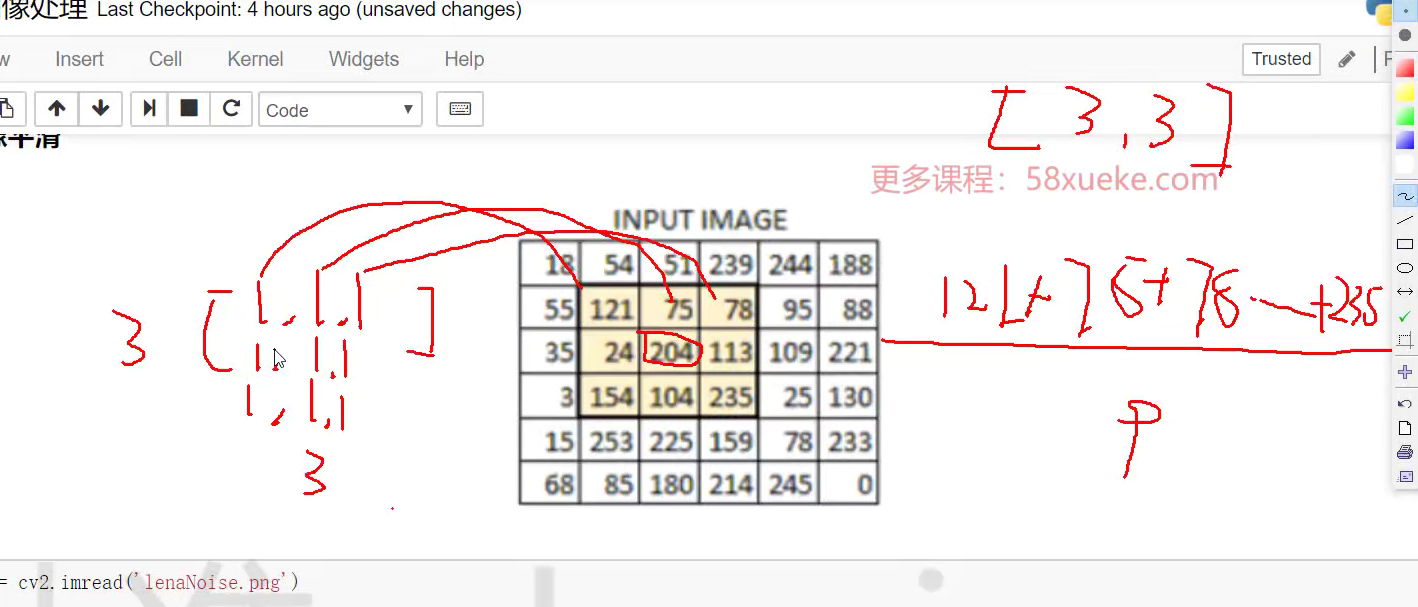 像处理 Last Checkpoint: 4 hours ago (unsaved changes)
w Insert Cell Kernel Widgets Help Trusted
Code
像平滑
[3,3]
更多课程：58xueke.com
INPUT IMAGE
18 54 51 239 244 188
55 121 75 78 95 88
35 24 204 113 109 221
3 154 104 235 25 130
15 253 225 159 78 233
68 85 180 214 245 0
3 [1,1,1]
1,1,1
1,1,1
3
121+75+78...+235
9
= cv2.imread('lenaNoise.png')